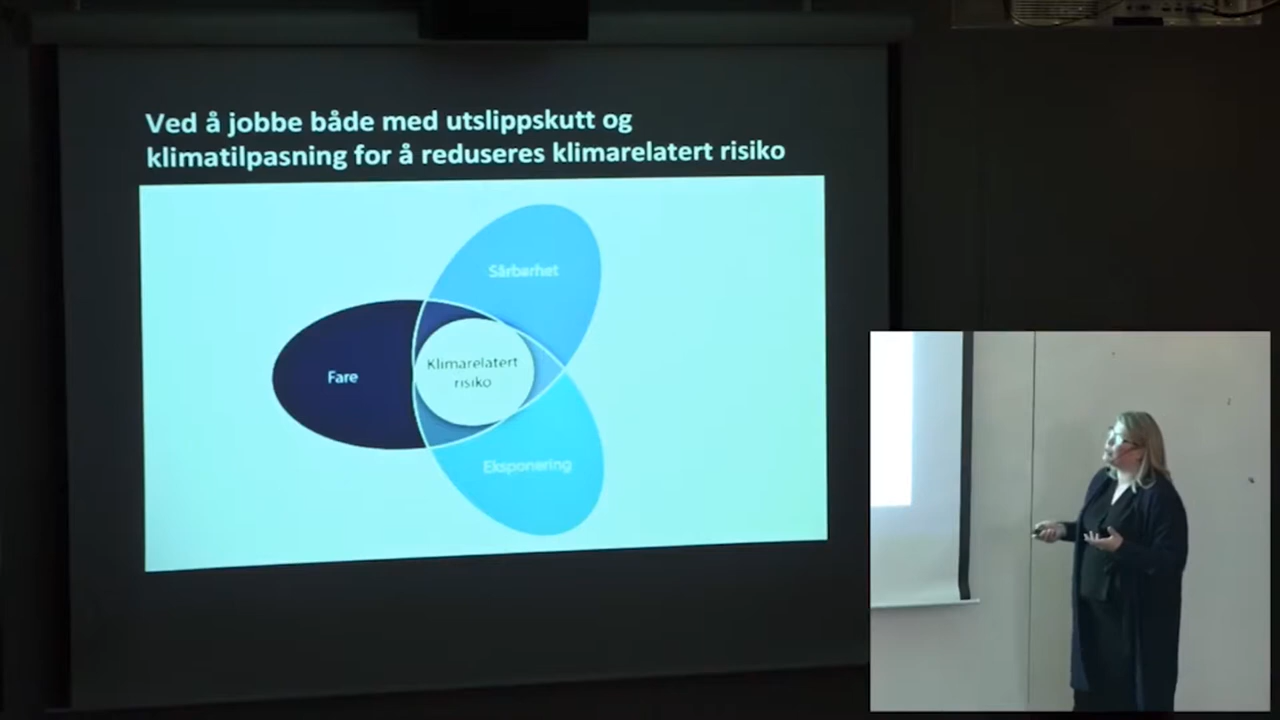 Ved å jobbe både med utslippskutt og
klimatilpasning for å reduseres klimarelatert risiko
Sårbarhet
Fare
Klimarelatert
risiko
Eksponering